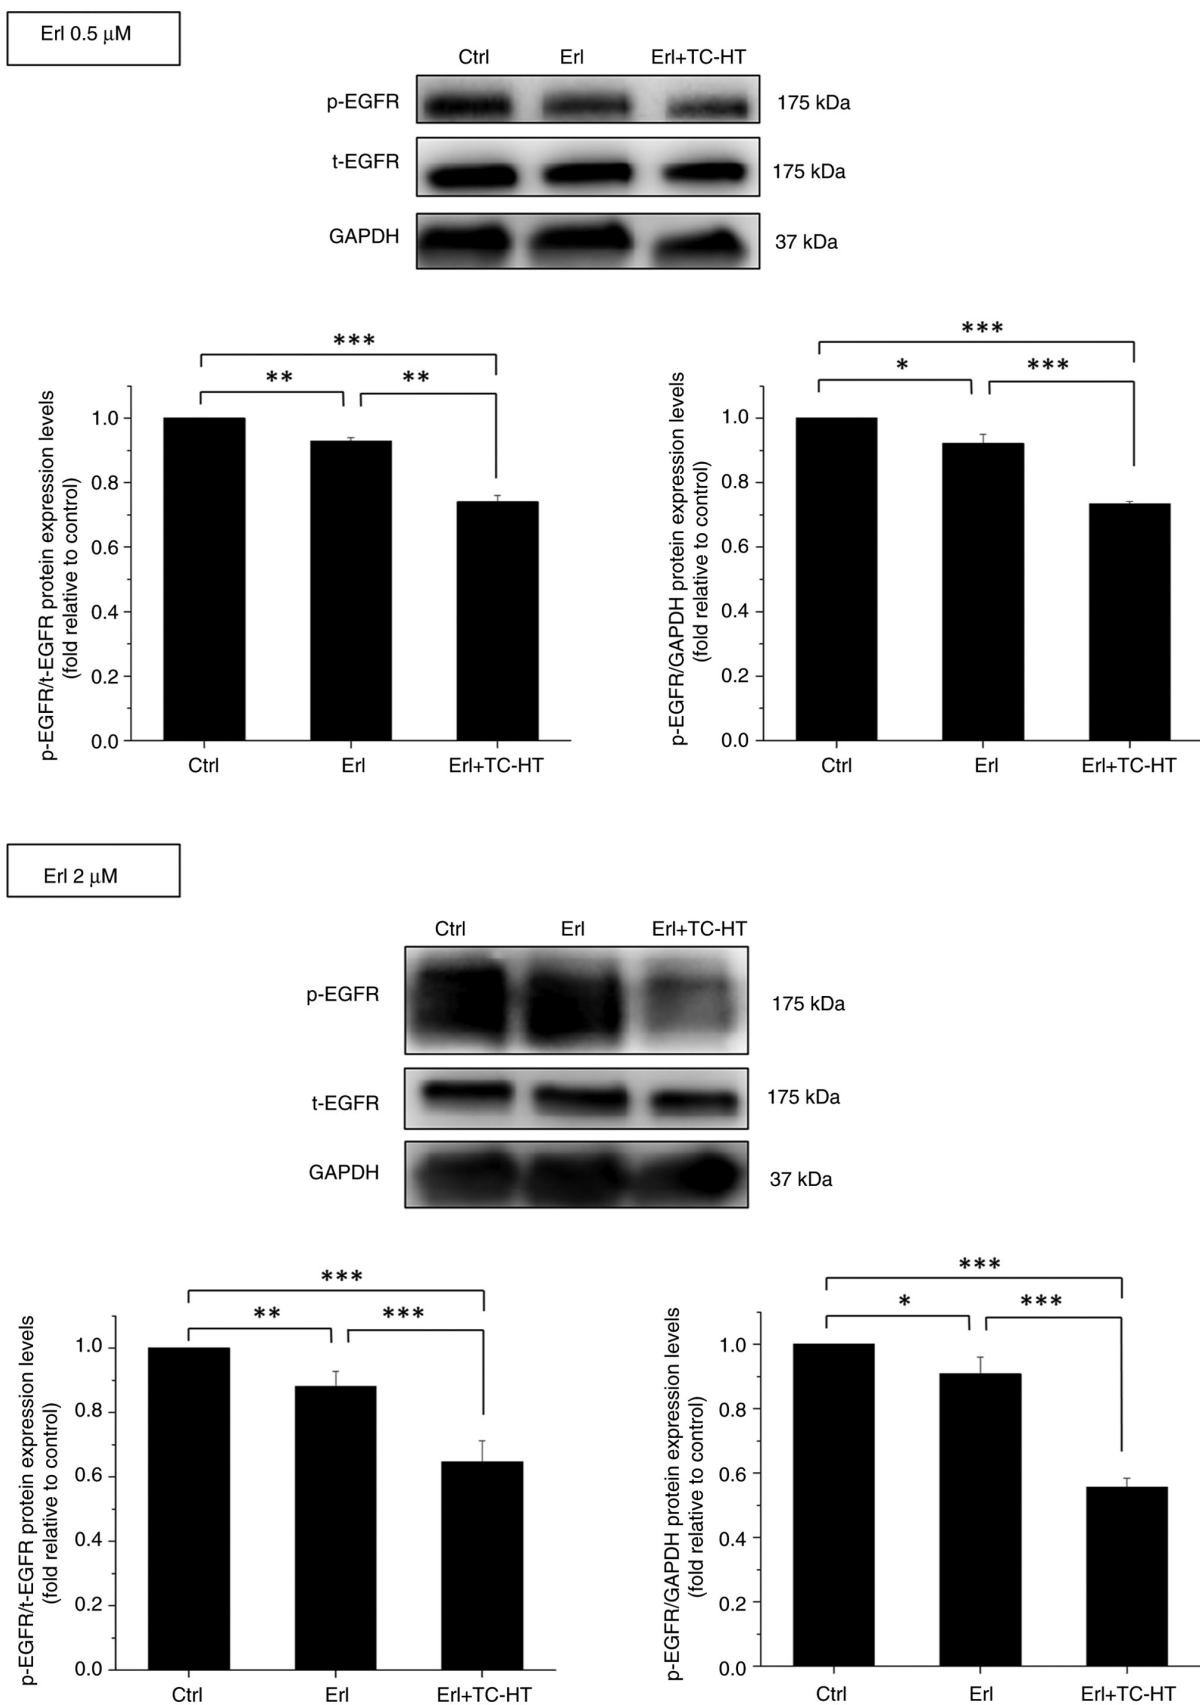 Erl 0.5 μM
Ctrl Erl Erl+TC-HT
p-EGFR 175 kDa
t-EGFR 175 kDa
GAPDH 37 kDa
***
** **
p-EGFR/t-EGFR protein expression levels
(fold relative to control)
1.0
0.8
0.6
0.4
0.2
0.0
Ctrl Erl Erl+TC-HT
***
* ***
p-EGFR/GAPDH protein expression levels
(fold relative to control)
1.0
0.8
0.6
0.4
0.2
0.0
Ctrl Erl Erl+TC-HT
Erl 2 μM
Ctrl Erl Erl+TC-HT
p-EGFR 175 kDa
t-EGFR 175 kDa
GAPDH 37 kDa
***
** ***
p-EGFR/t-EGFR protein expression levels
(fold relative to control)
1.0
0.8
0.6
0.4
0.2
0.0
Ctrl Erl Erl+TC-HT
***
* ***
p-EGFR/GAPDH protein expression levels
(fold relative to control)
1.0
0.8
0.6
0.4
0.2
0.0
Ctrl Erl Erl+TC-HT